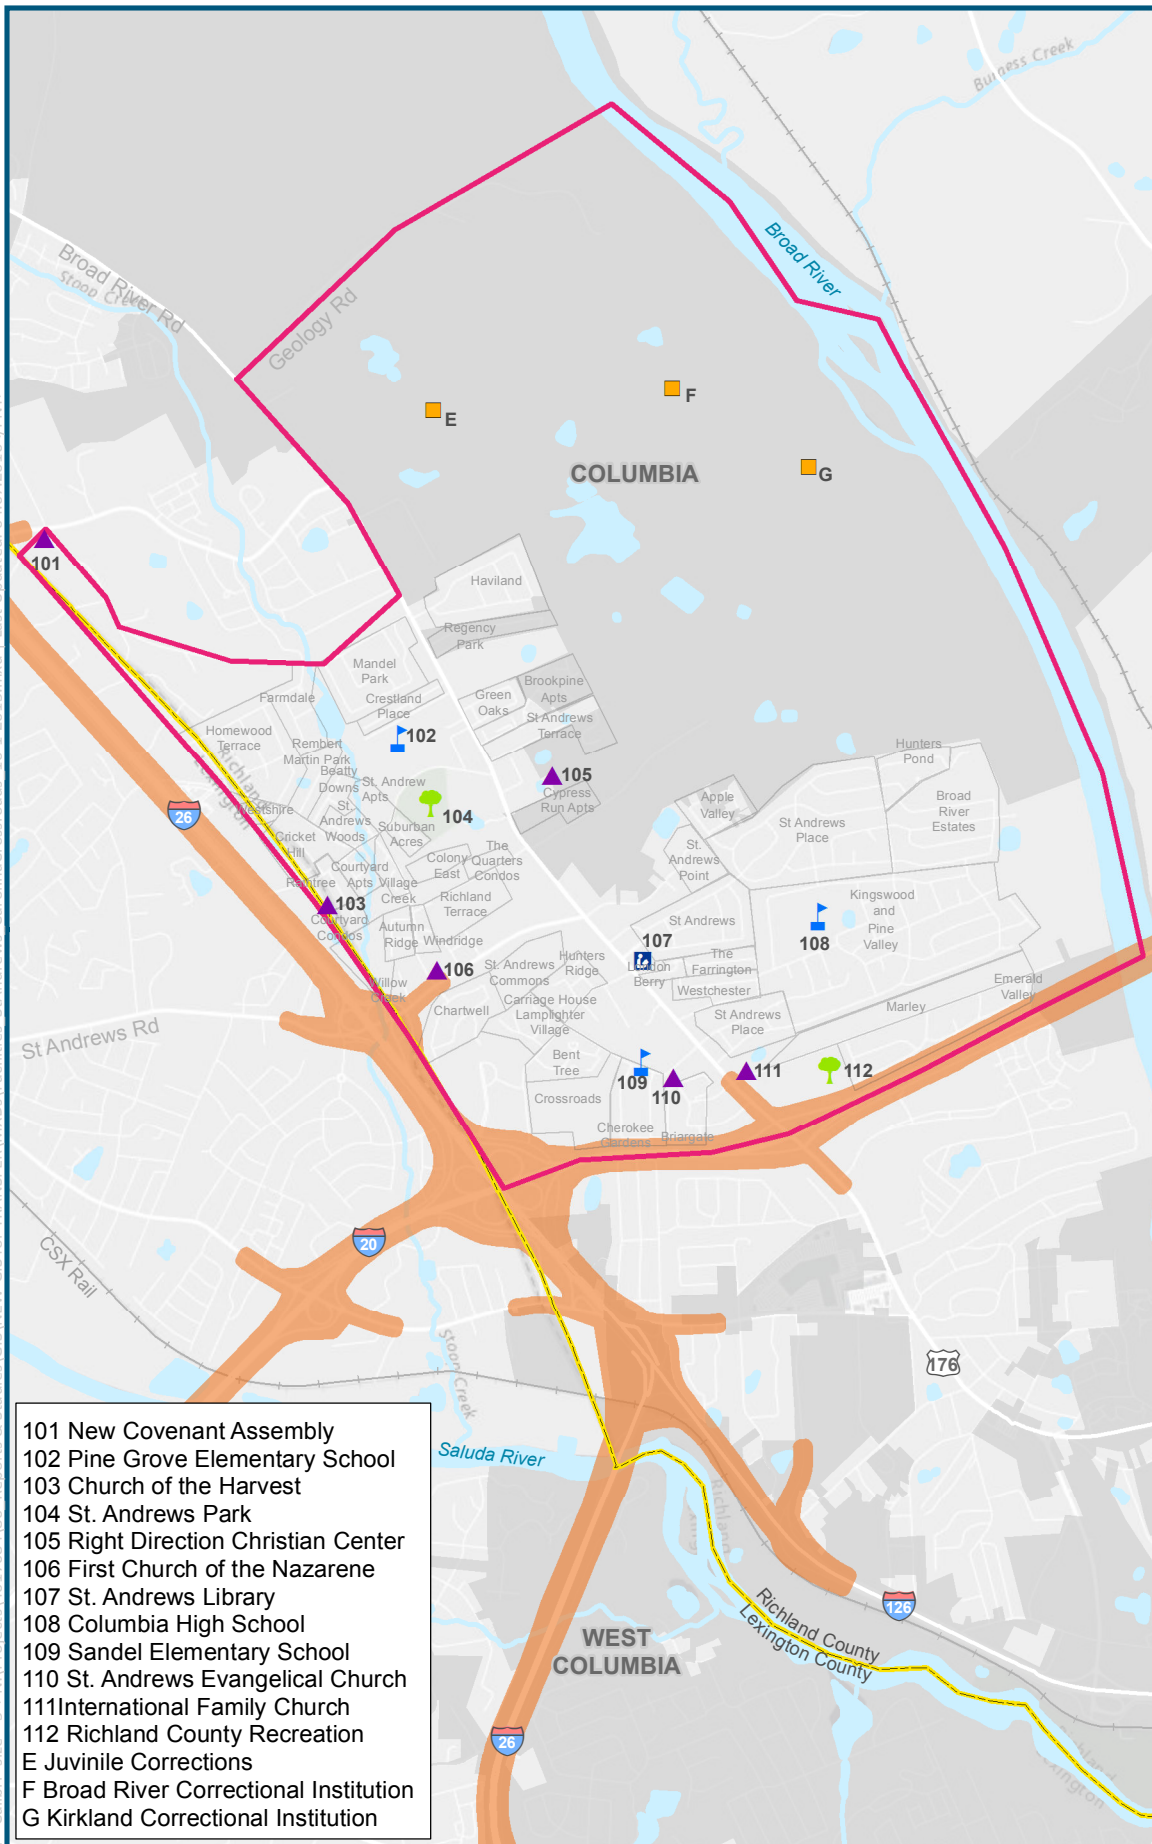 Burness Creek
Broad River
Broad River Rd
Stoop Creek
Geology Rd
F
E
COLUMBIA
G
101
Haviland
Regency
Park
Mandel
Park
Brookpine
Apts
Crestland
Place
Green
Oaks
Farmdale
St Andrews
Terrace
Homewood
Terrace
102
Rembert
Martin Park
Hunters
Pond
Richland
Lexington
Beatty
Downs
St. Andrew
Apts
105
Cypress
Run Apts
Apple
Valley
Broad
River
Estates
26
St.
Andrews
Woods
104
St Andrews
Place
Suburban
Acres
Cricket
Hill
The
Quarters
Condos
St.
Andrews
Point
Colony
East
Courtyard
Apts
Raintree
Village
Creek
Richland
Terrace
Kingswood
and
Pine
Valley
103
Courtyard
Condos
St Andrews
108
Autumn
Ridge
Windridge
107
Hunters
Ridge
The
Farrington
London
Berry
106
St. Andrews
Commons
Willow
Creek
Westchester
Emerald
Valley
Chartwell
Carriage House
Lamplighter
Village
Marley
St Andrews
Place
St Andrews Rd
Bent
Tree
109
110
111
112
Crossroads
Cherokee
Gardens
Briargate
20
CSX Rail
Stoop Creek
176
Saluda River
Richland
126
Richland County
Lexington County
WEST
COLUMBIA
26
Richland
Lexington
101 New Covenant Assembly
102 Pine Grove Elementary School
103 Church of the Harvest
104 St. Andrews Park
105 Right Direction Christian Center
106 First Church of the Nazarene
107 St. Andrews Library
108 Columbia High School
109 Sandel Elementary School
110 St. Andrews Evangelical Church
111International Family Church
112 Richland County Recreation
E Juvinile Corrections
F Broad River Correctional Institution
G Kirkland Correctional Institution